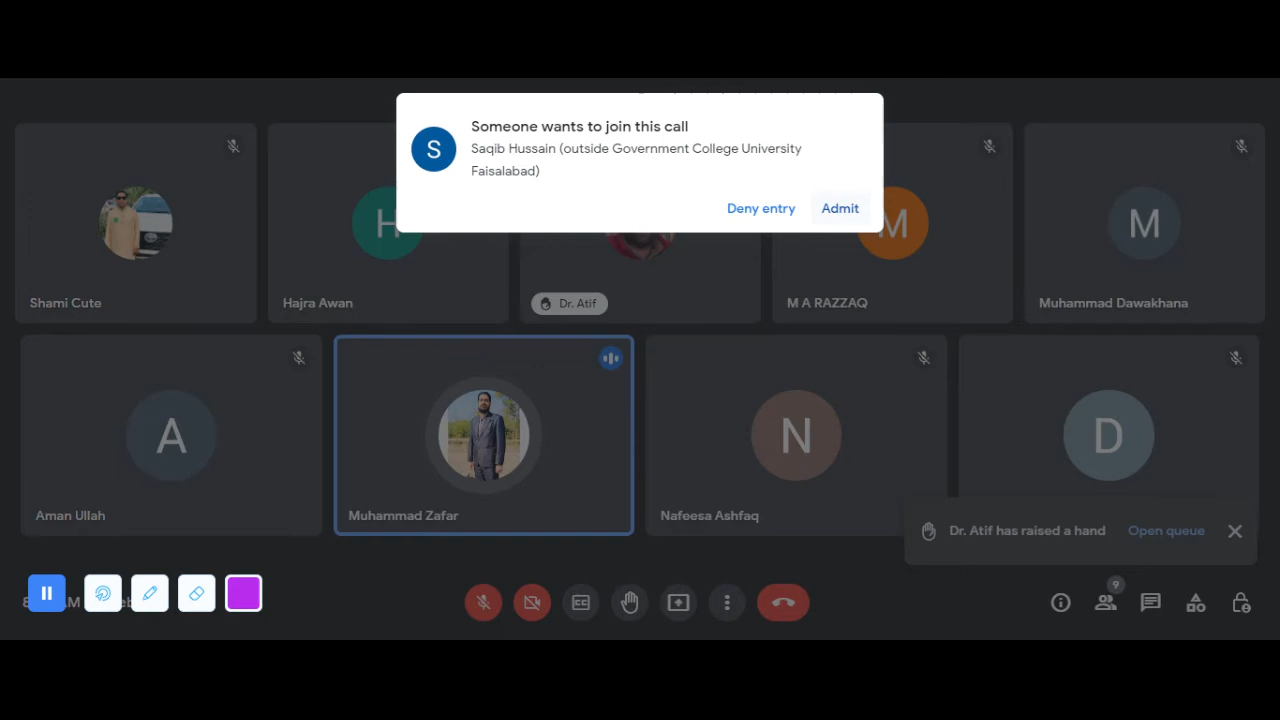 Someone wants to join this call
S
Saqib Hussain (outside Government College University
Faisalabad)
Deny entry
Admit
H
M
M
Shami Cute
Hajra Awan
Dr. Atif
M A RAZZAQ
Muhammad Dawakhana
A
N
D
Aman Ullah
Muhammad Zafar
Nafeesa Ashfaq
Dr. Atif has raised a hand
Open queue
9